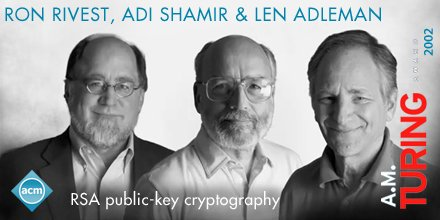 RON RIVEST, ADI SHAMIR & LEN ADLEMAN
2002
A.M. TURING
acm
RSA public-key cryptography